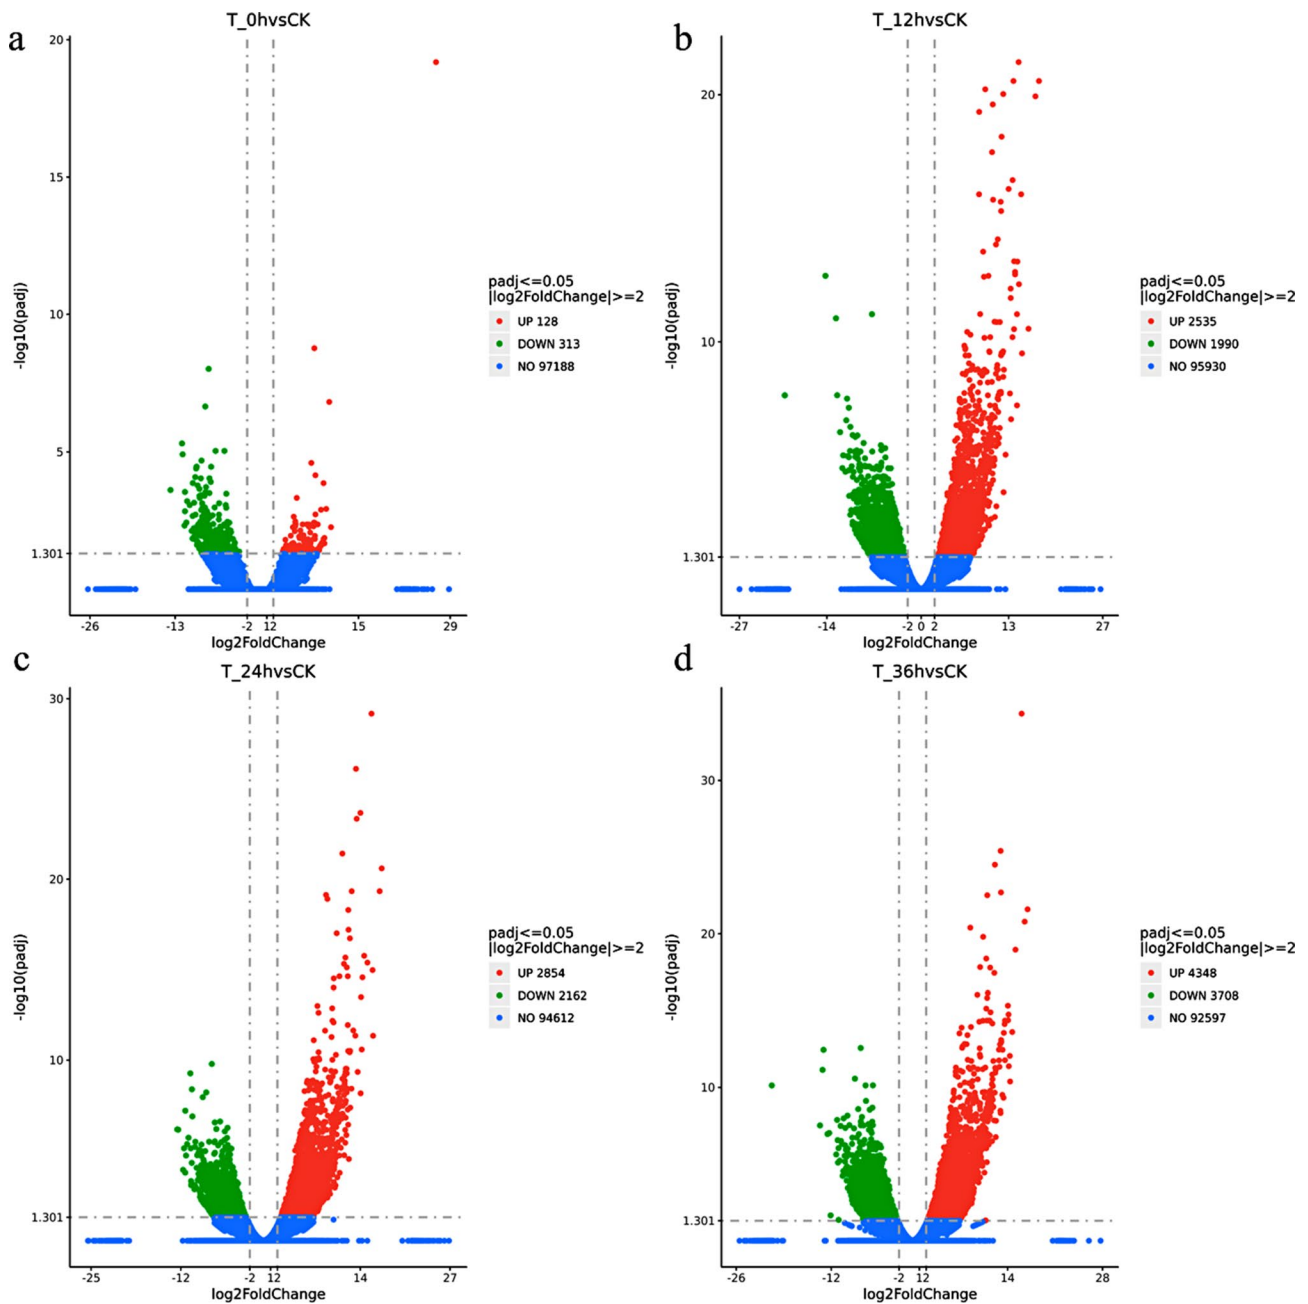 a
T_0hvsCK
20
15
10
5
1.301
-log10(padj)
-26
-13
-2
12
15
29
log2FoldChange
padj<=0.05
|log2FoldChange|>=2
UP 128
DOWN 313
NO 97188
b
T_12hvsCK
20
10
1.301
-log10(padj)
-27
-14
-2
0
2
13
27
log2FoldChange
padj<=0.05
|log2FoldChange|>=2
UP 2535
DOWN 1990
NO 95930
c
T_24hvsCK
30
20
10
1.301
-log10(padj)
-25
-12
-2
12
14
27
log2FoldChange
padj<=0.05
|log2FoldChange|>=2
UP 2854
DOWN 2162
NO 94612
d
T_36hvsCK
30
20
10
1.301
-log10(padj)
-26
-12
-2
12
14
28
log2FoldChange
padj<=0.05
|log2FoldChange|>=2
UP 4348
DOWN 3708
NO 92597